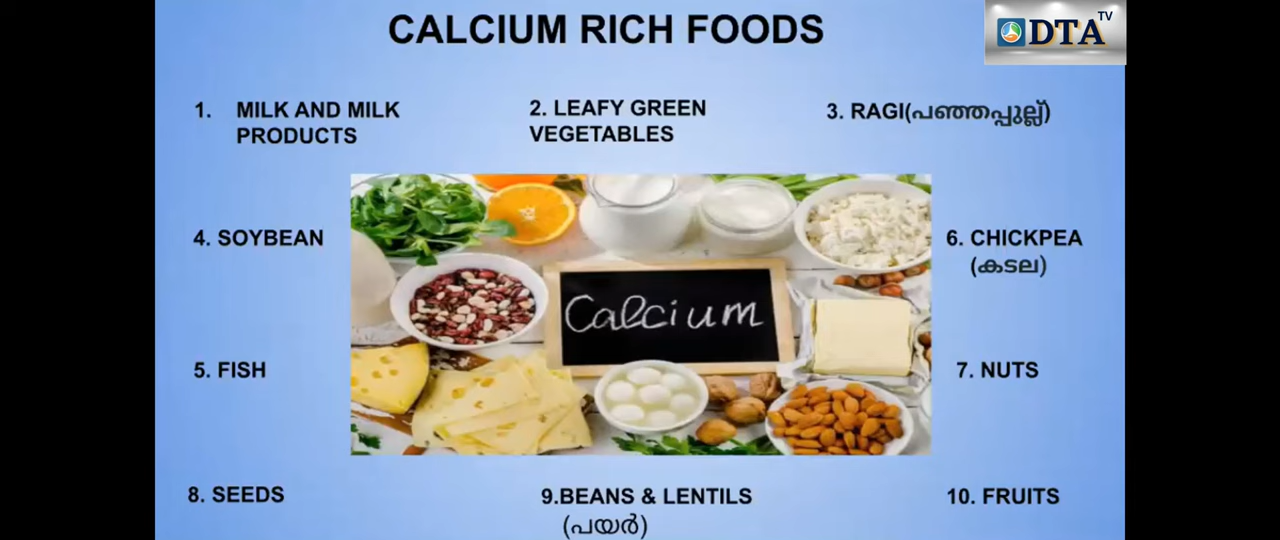 CALCIUM RICH FOODS
DTA TV
1. MILK AND MILK
PRODUCTS
2. LEAFY GREEN
VEGETABLES
3. RAGI(പഞ്ഞപ്പുല്ല്)
4. SOYBEAN
Calcium
6. CHICKPEA
(കടല)
5. FISH
7. NUTS
8. SEEDS
9.BEANS & LENTILS
(പയർ)
10. FRUITS